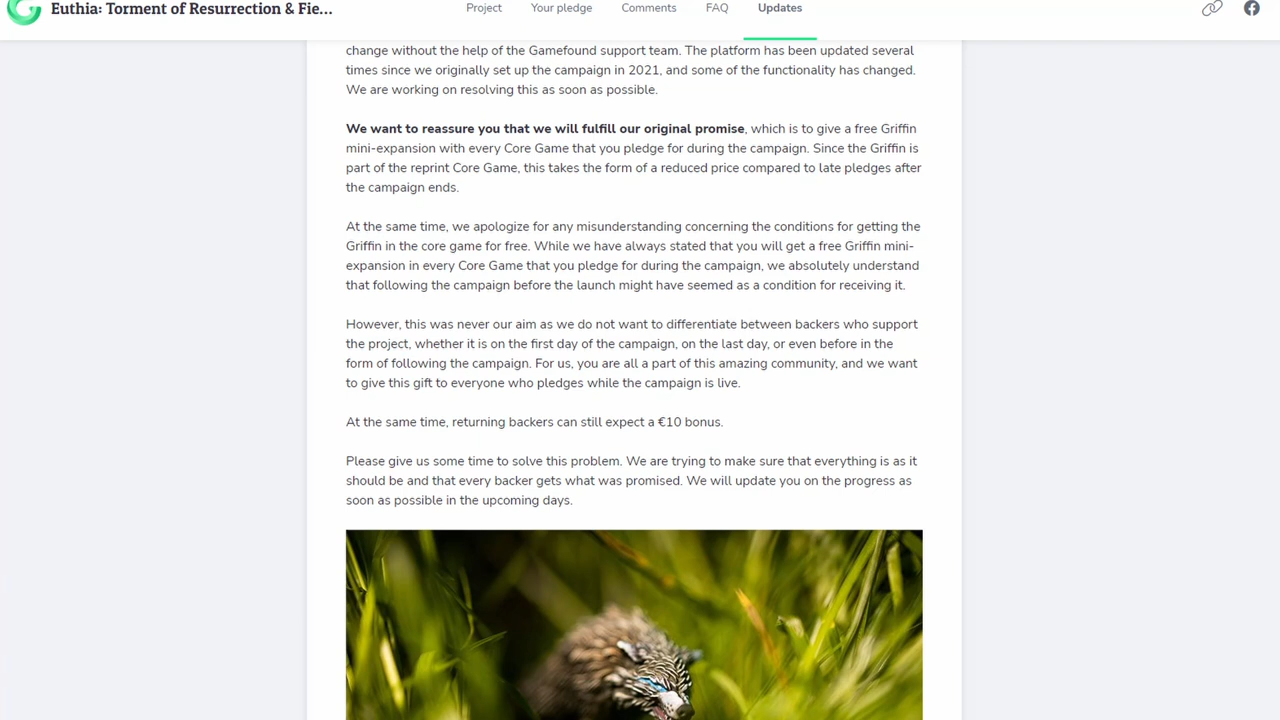 Euthia: Torment of Resurrection & Fie...
Project
Your pledge
Comments
FAQ
Updates
change without the help of the Gamefound support team. The platform has been updated several
times since we originally set up the campaign in 2021, and some of the functionality has changed.
We are working on resolving this as soon as possible.
We want to reassure you that we will fulfill our original promise, which is to give a free Griffin
mini-expansion with every Core Game that you pledge for during the campaign. Since the Griffin is
part of the reprint Core Game, this takes the form of a reduced price compared to late pledges after
the campaign ends.
At the same time, we apologize for any misunderstanding concerning the conditions for getting the
Griffin in the core game for free. While we have always stated that you will get a free Griffin mini-
expansion in every Core Game that you pledge for during the campaign, we absolutely understand
that following the campaign before the launch might have seemed as a condition for receiving it.
However, this was never our aim as we do not want to differentiate between backers who support
the project, whether it is on the first day of the campaign, on the last day, or even before in the
form of following the campaign. For us, you are all a part of this amazing community, and we want
to give this gift to everyone who pledges while the campaign is live.
At the same time, returning backers can still expect a €10 bonus.
Please give us some time to solve this problem. We are trying to make sure that everything is as it
should be and that every backer gets what was promised. We will update you on the progress as
soon as possible in the upcoming days.